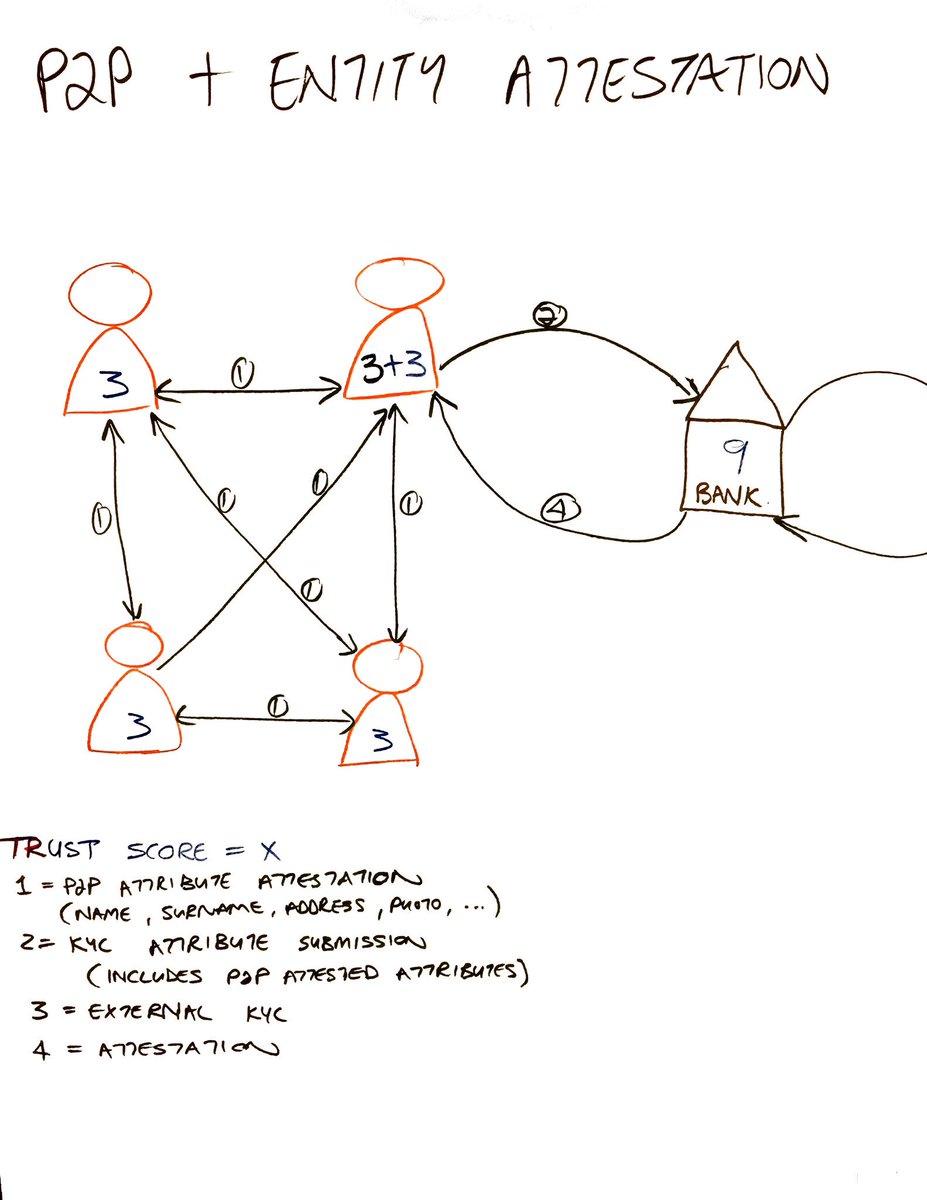 P2P + ENTITY ATTESTATION
3
3+3
①
②
9
BANK
①
①
①
①
④
①
3
①
3
TRUST SCORE = X
1 = P2P ATTRIBUTE ATTESTATION
(NAME, SURNAME, ADDRESS, PHOTO, ...)
2 = KYC ATTRIBUTE SUBMISSION
(INCLUDES P2P ATTESTED ATTRIBUTES)
3 = EXTERNAL KYC
4 = ATTESTATION